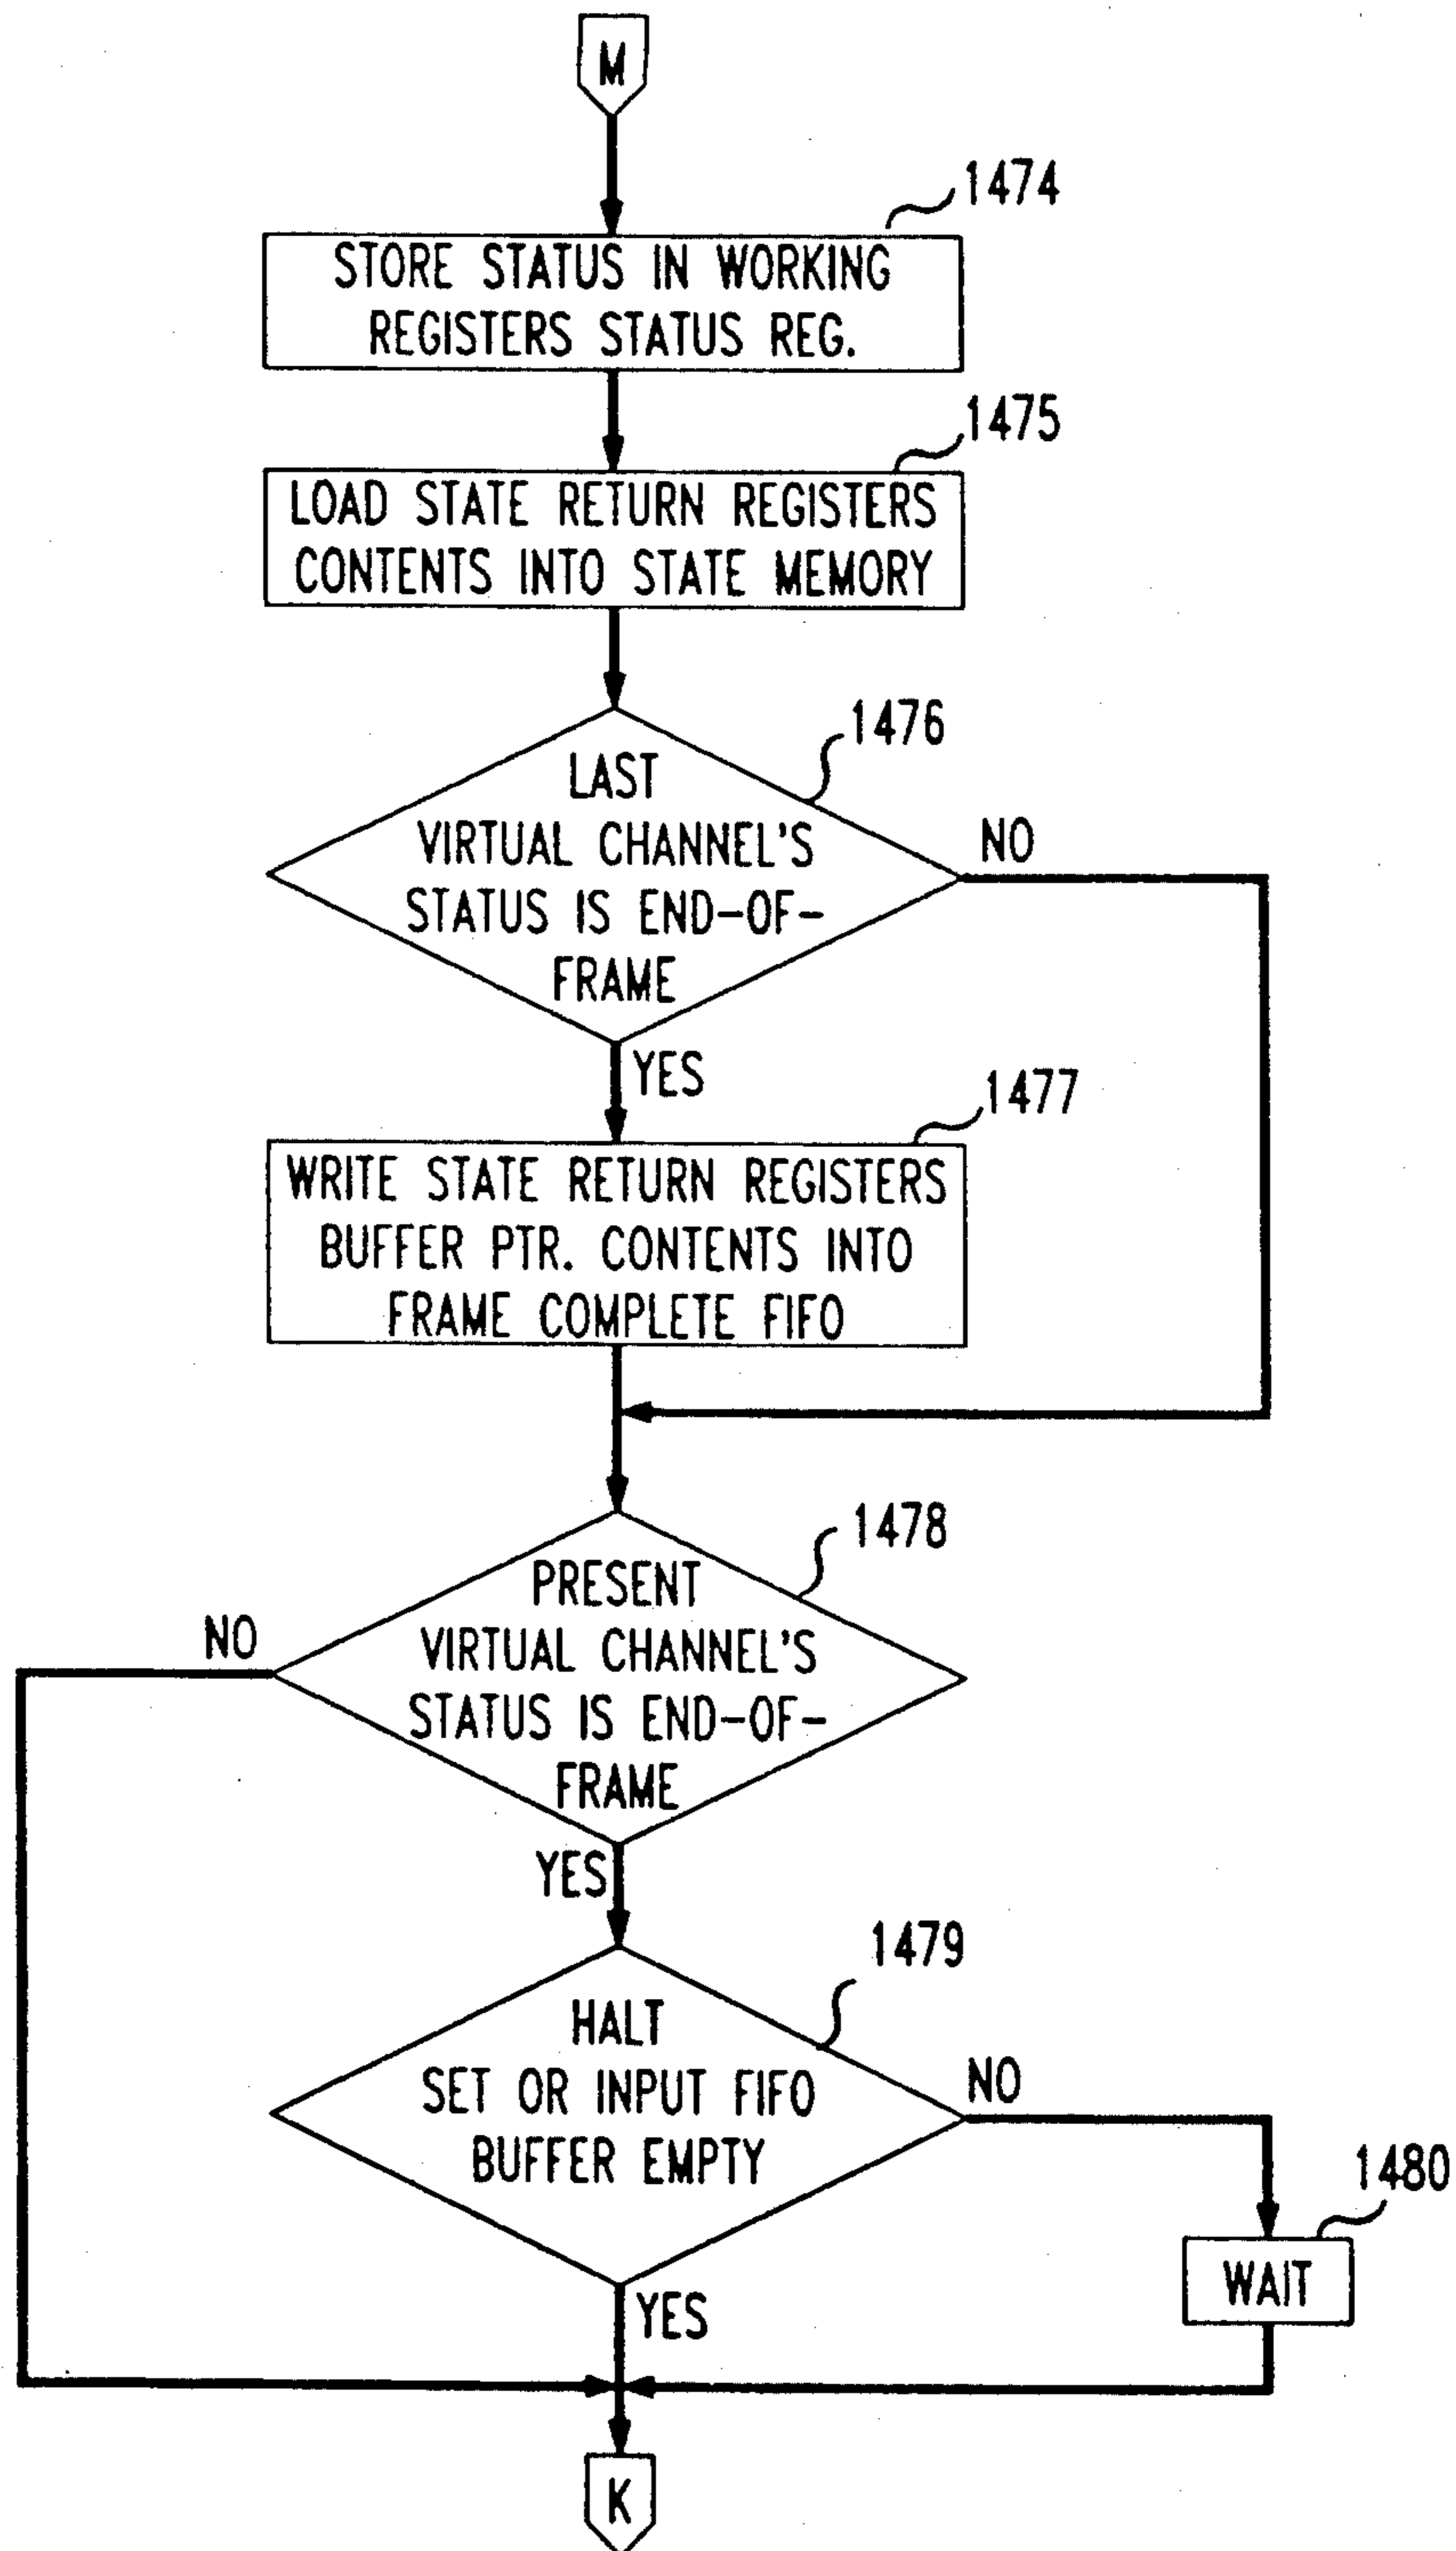 M
1474
STORE STATUS IN WORKING
REGISTERS STATUS REG.
1475
LOAD STATE RETURN REGISTERS
CONTENTS INTO STATE MEMORY
1476
LAST
VIRTUAL CHANNEL'S
STATUS IS END-OF-
FRAME
NO
YES
1477
WRITE STATE RETURN REGISTERS
BUFFER PTR. CONTENTS INTO
FRAME COMPLETE FIFO
1478
PRESENT
VIRTUAL CHANNEL'S
STATUS IS END-OF-
FRAME
NO
YES
1479
HALT
SET OR INPUT FIFO
BUFFER EMPTY
NO
1480
WAIT
YES
K